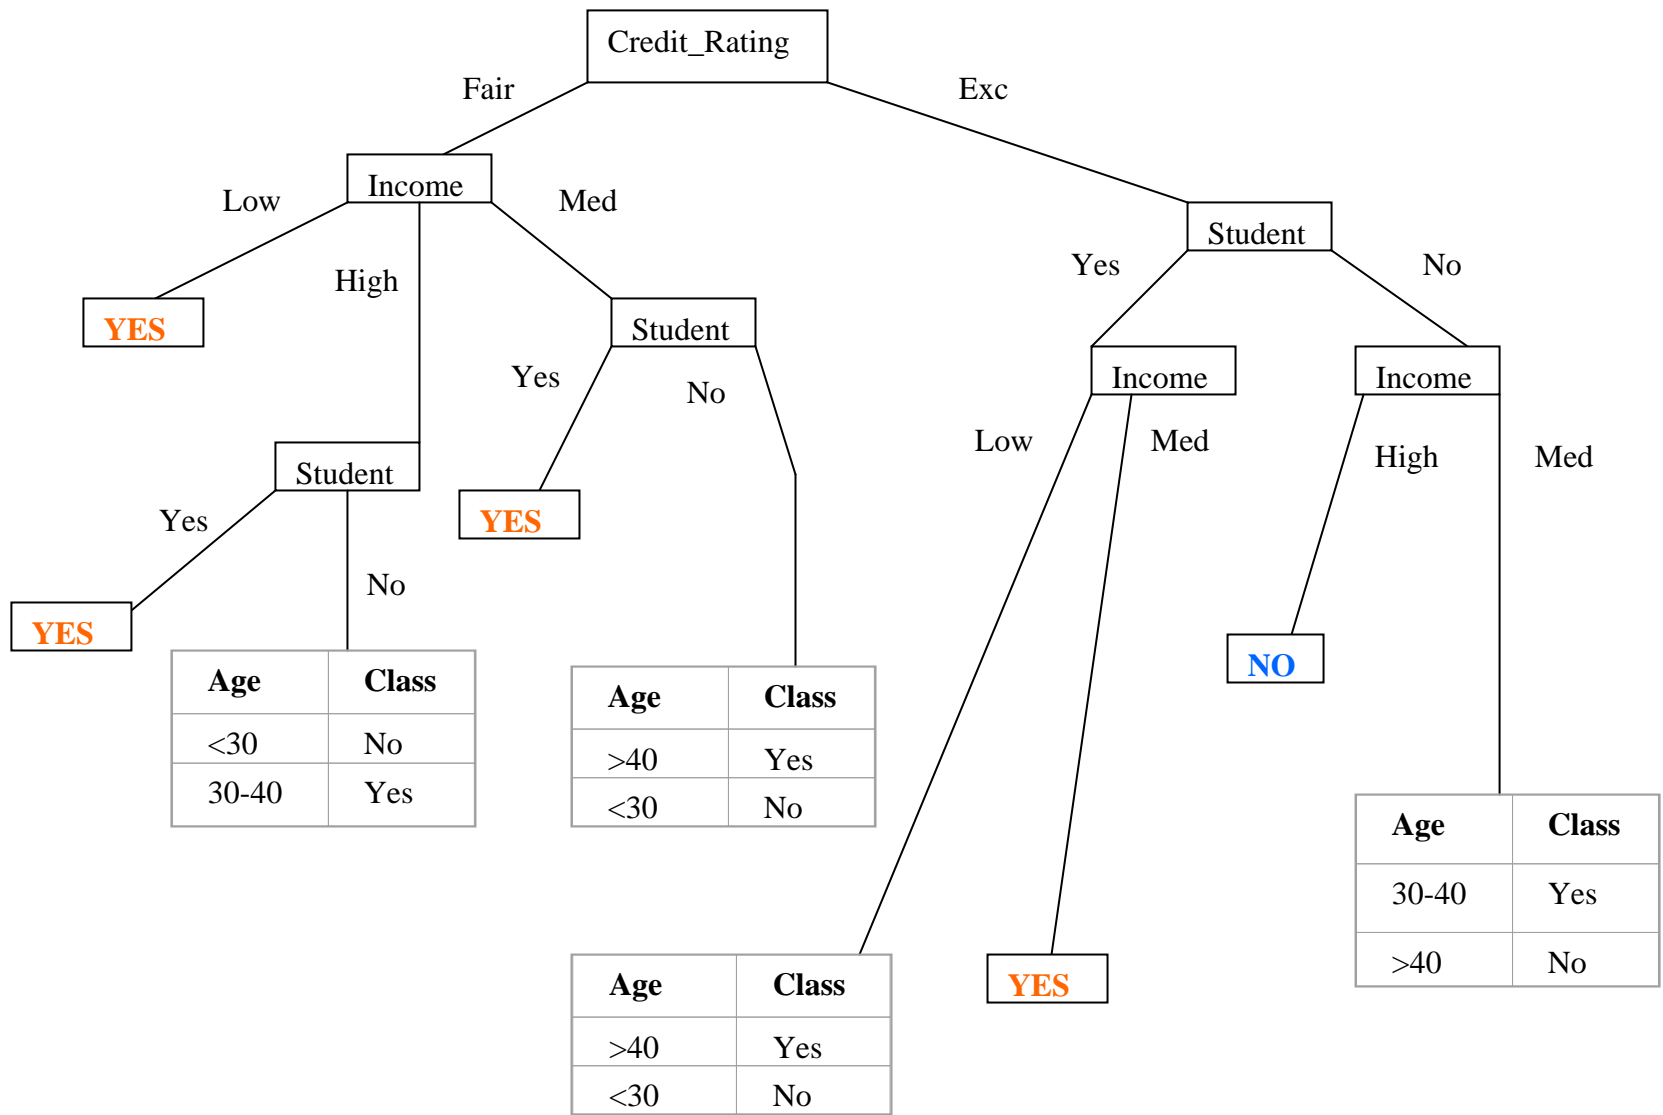 Credit_Rating
Fair
Exc
Income
Low
Med
Student
Yes
No
High
YES
Student
Income
Income
Yes
No
Low
Med
High
Med
Student
YES
Yes
No
YES
NO
Age Class
<30 No
30-40 Yes
Age Class
>40 Yes
<30 No
Age Class
30-40 Yes
>40 No
Age Class
>40 Yes
<30 No
YES